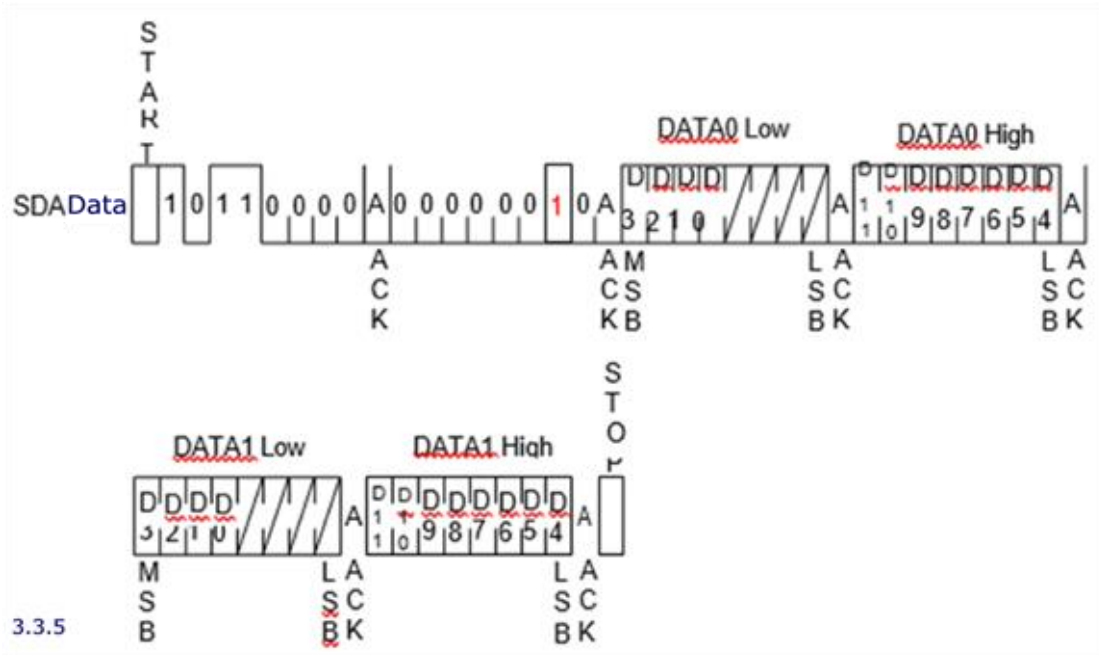 START
DATA0 Low
DATA0 High
SDA Data 1 0 1 1 0 0 0 0 A 0 0 0 0 0 0 1 0 A D3 D2 D1 D0 A D11 D10 D9 D8 D7 D6 D5 D4 A
ACK ACK MSB LSB ACK LSB ACK
STOP
DATA1 Low
DATA1 High
D3 D2 D1 D0 A D11 D10 D9 D8 D7 D6 D5 D4 A
MSB LSB ACK LSB ACK
3.3.5